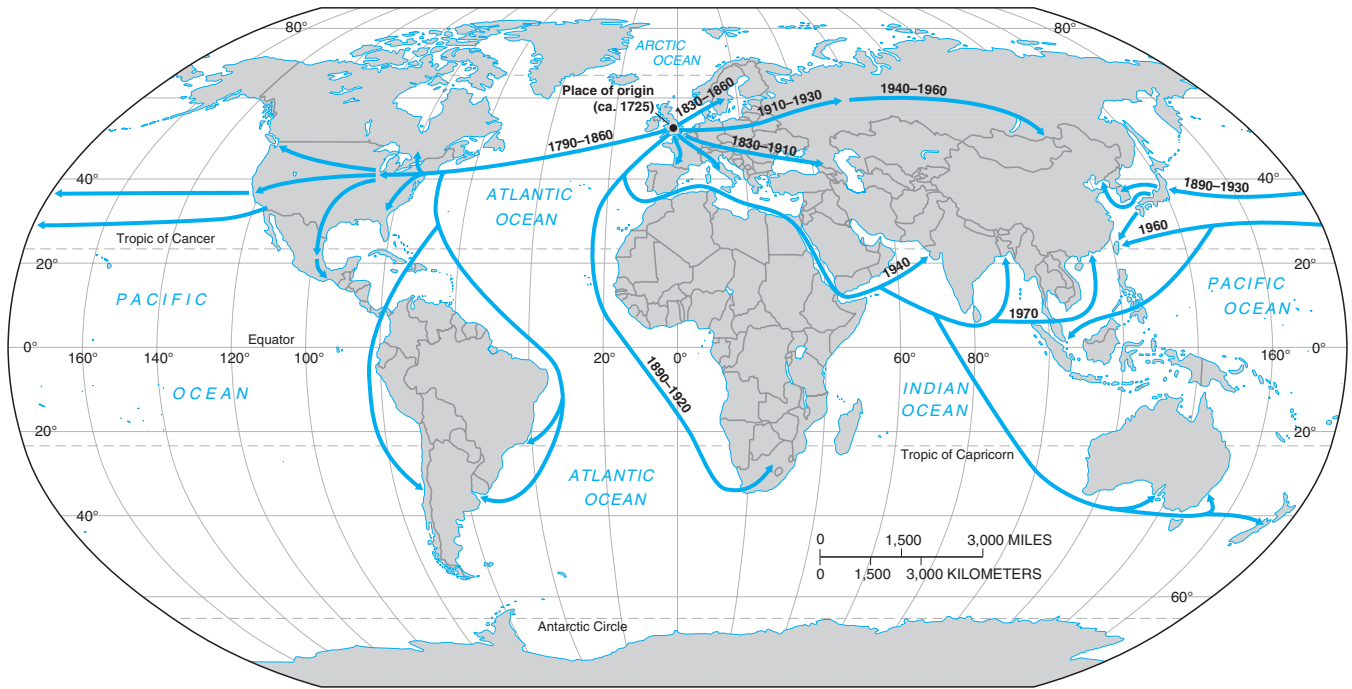 80°
80°
ARCTIC
OCEAN
Place of origin
(ca. 1725)
1830–1860
1910–1930
1940–1960
1790–1860
1830–1910
40°
ATLANTIC
OCEAN
1890–1930
40°
1960
Tropic of Cancer
20°
1940
20°
PACIFIC
PACIFIC
OCEAN
1970
Equator
0°
160°
140°
120°
100°
20°
0°
60°
80°
160°
0°
1890–1920
OCEAN
INDIAN
OCEAN
20°
20°
Tropic of Capricorn
ATLANTIC
OCEAN
40°
40°
0 1,500 3,000 MILES
0 1,500 3,000 KILOMETERS
60°
60°
Antarctic Circle